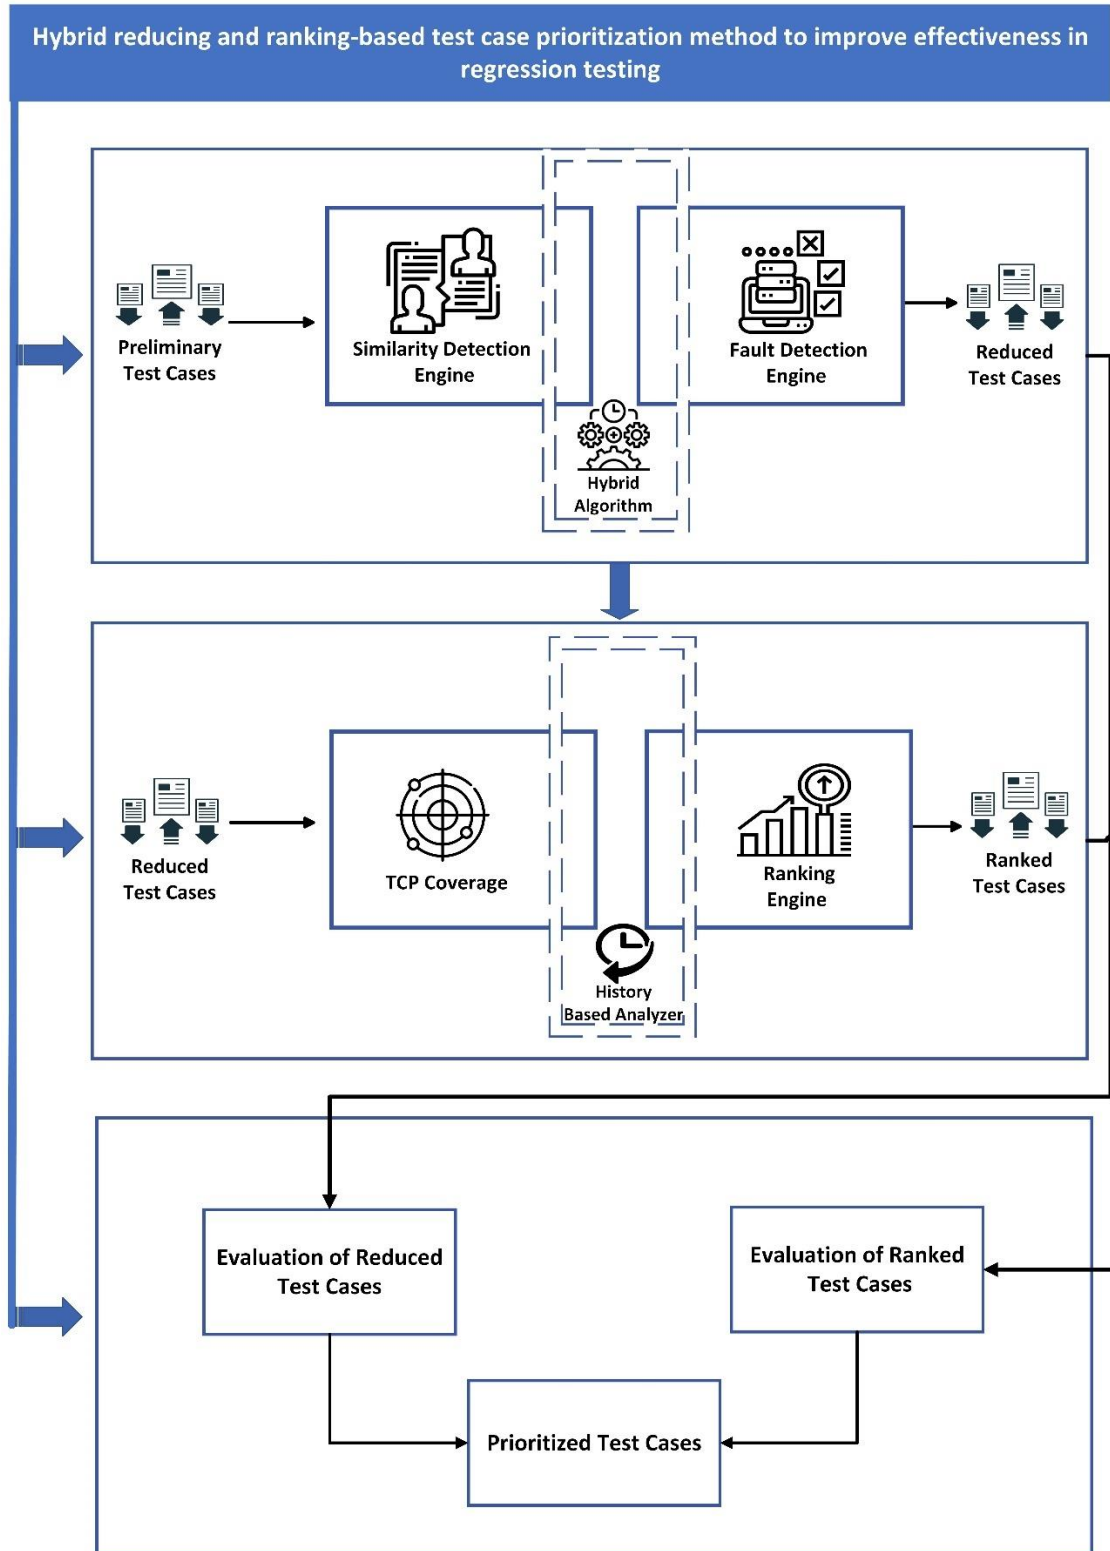 Hybrid reducing and ranking-based test case prioritization method to improve effectiveness in
regression testing
Preliminary
Test Cases
Similarity Detection
Engine
Hybrid
Algorithm
Fault Detection
Engine
Reduced
Test Cases
Reduced
Test Cases
TCP Coverage
History
Based Analyzer
Ranking
Engine
Ranked
Test Cases
Evaluation of Reduced
Test Cases
Evaluation of Ranked
Test Cases
Prioritized Test Cases